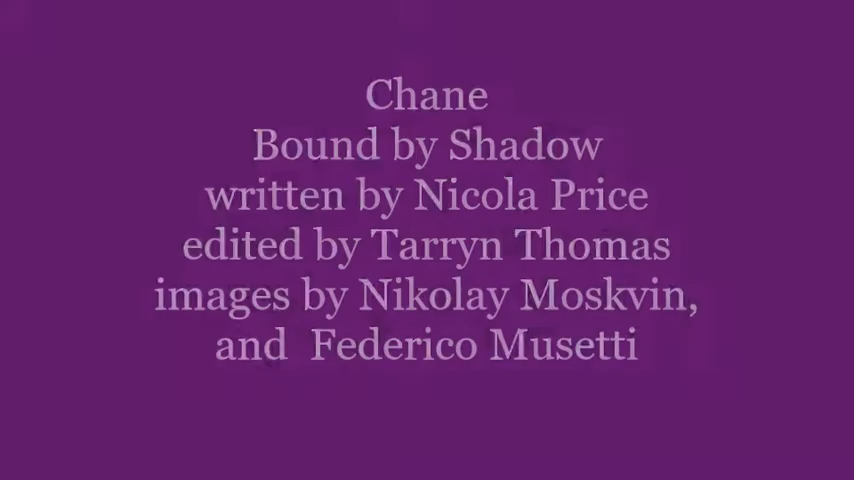 Chane
Bound by Shadow
written by Nicola Price
edited by Tarryn Thomas
images by Nikolay Moskvin,
and Federico Musetti